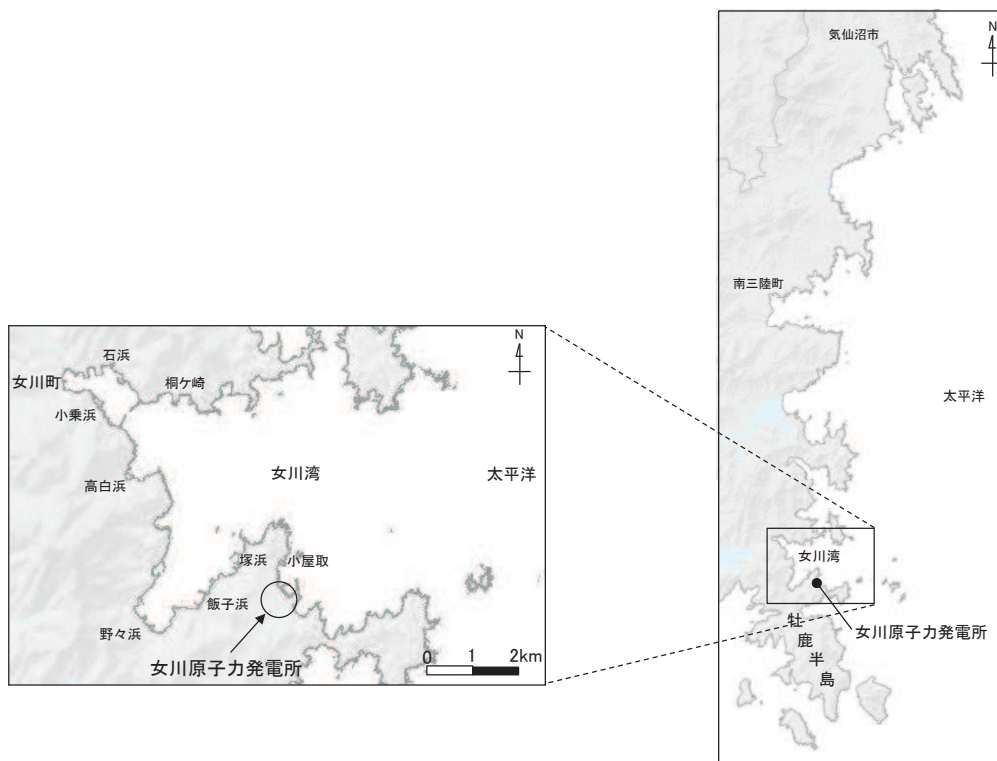 気仙沼市
N
南三陸町
太平洋
女川湾
女川原子力発電所
牡鹿半島
N
石浜
女川町
桐ケ崎
小乗浜
高白浜
女川湾
太平洋
塚浜
小屋取
飯子浜
野々浜
女川原子力発電所
0 1 2km